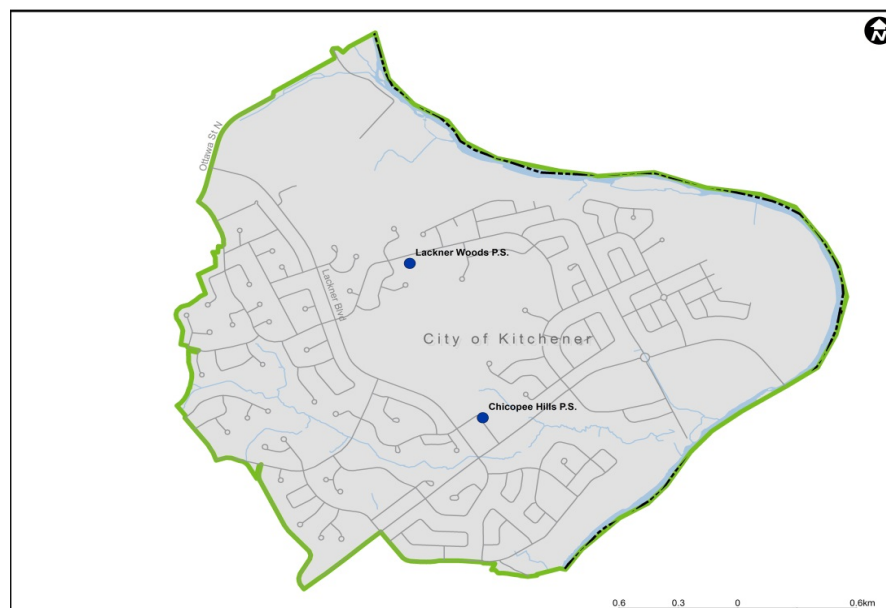 N
Ottawa St N
Lackner Woods P.S.
Lackner Blvd
City of Kitchener
Chicopee Hills P.S.
0.6 0.3 0 0.6km